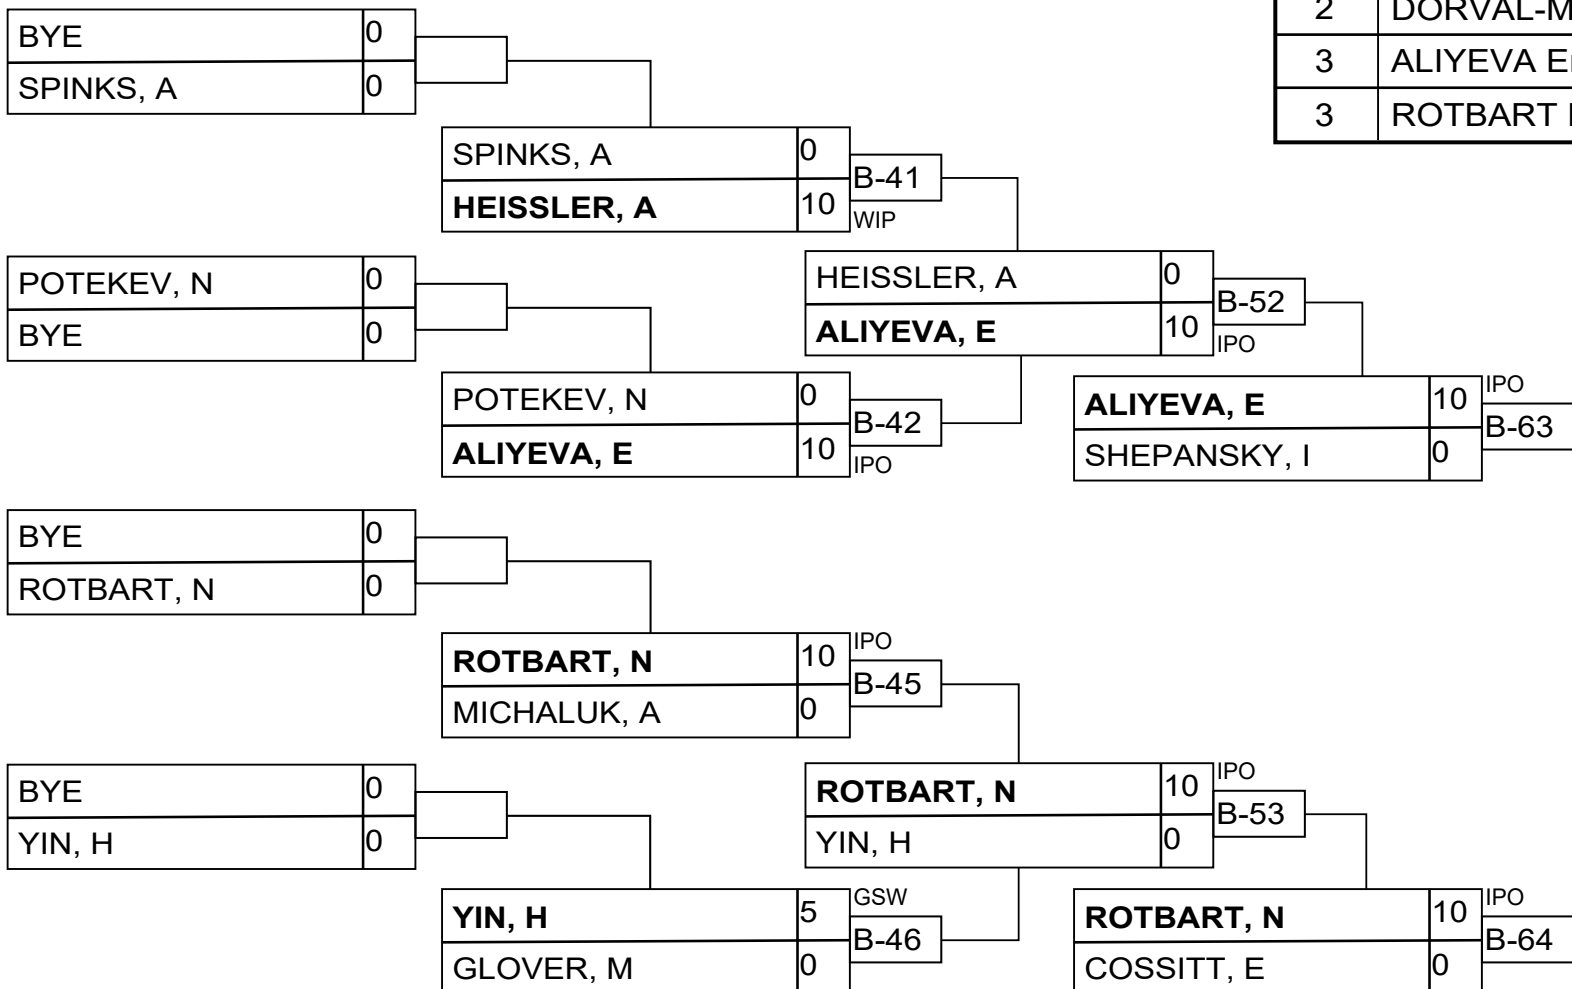 2 DORVAL-M
3 ALIYEVA
3 ROTBART
BYE 0
SPINKS, A 0
SPINKS, A 0
HEISSLER, A 10
B-41
WIP
POTEKEV, N 0
BYE 0
HEISSLER, A 0
ALIYEVA, E 10
B-52
IPO
POTEKEV, N 0
ALIYEVA, E 10
B-42
IPO
ALIYEVA, E 10
SHEPANSKY, I 0
IPO
B-63
BYE 0
ROTBART, N 0
ROTBART, N 10
MICHALUK, A 0
IPO
B-45
BYE 0
YIN, H 0
ROTBART, N 10
YIN, H 0
IPO
B-53
YIN, H 5
GLOVER, M 0
GSW
B-46
ROTBART, N 10
COSSITT, E 0
IPO
B-64